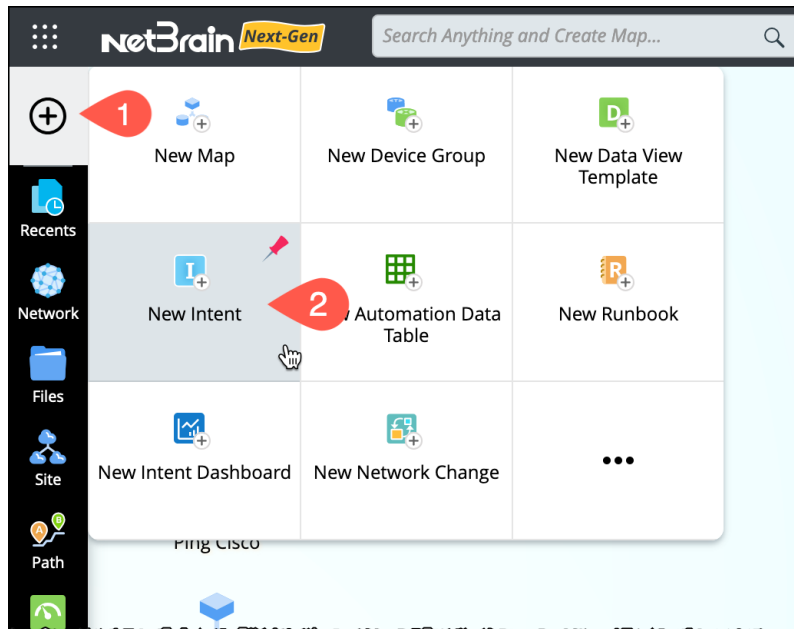 NetBrain Next-Gen
Search Anything and Create Map...
1
New Map
New Device Group
New Data View
Template
Recents
I
New Intent
2
Automation Data
Table
R
New Runbook
D
Network
Files
New Intent Dashboard
New Network Change
•••
Site
Ping Cisco
A
B
Path